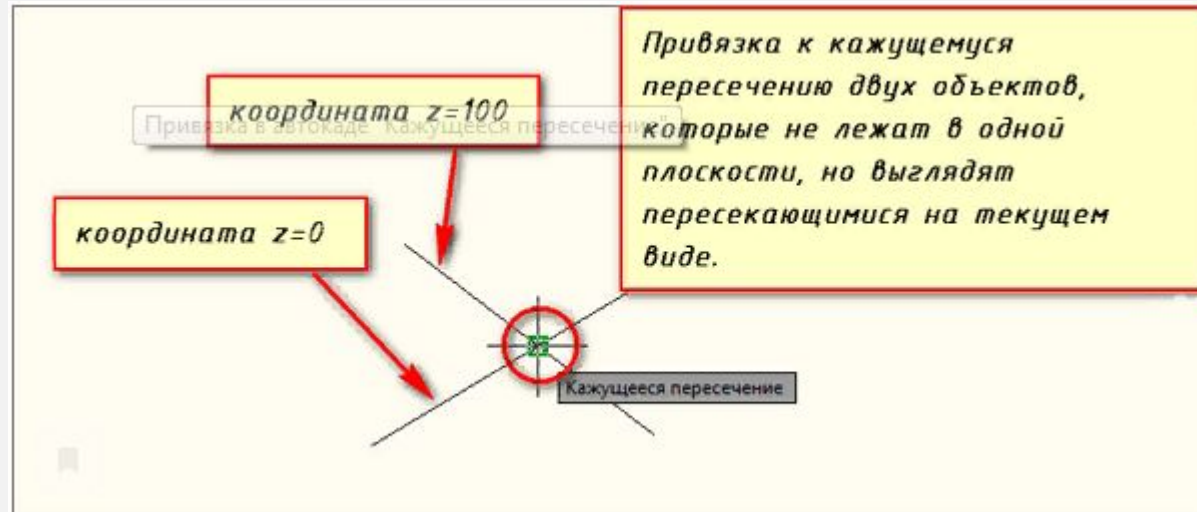 Привязка к кажущемуся
пересечению двух объектов,
которые не лежат в одной
плоскости, но выглядят
пересекающимися на текущем
виде.
координата z=100
Привязка в автокаде "Кажущееся пересечение"
координата z=0
Кажущееся пересечение